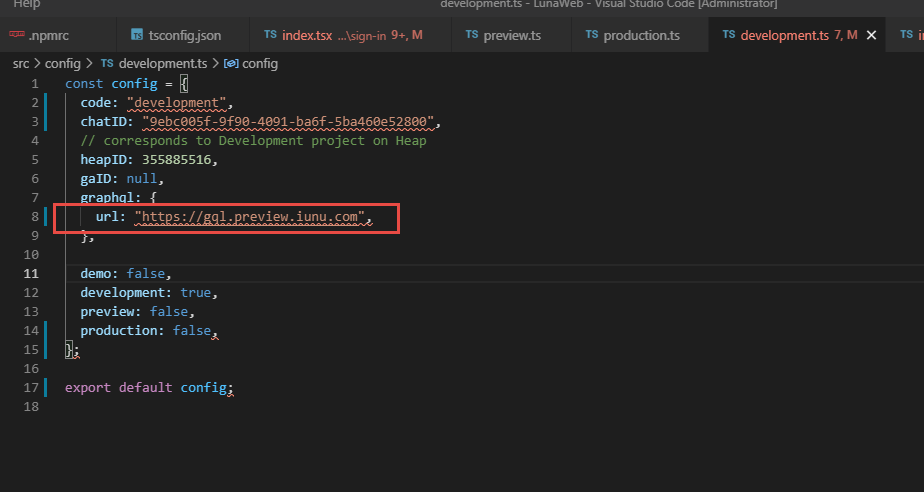 Help
development.ts - LunaWeb - Visual Studio Code [Administrator]
.npmrc
TS tsconfig.json
TS index.tsx ...\sign-in 9+, M
TS preview.ts
TS production.ts
TS development.ts 7, M
TS
src > config > TS development.ts > config
1 const config = {
2 code: "development",
3 chatID: "9ebc005f-9f90-4091-ba6f-5ba460e52800",
4 // corresponds to Development project on Heap
5 heapID: 355885516,
6 gaID: null,
7 graphql: {
8 url: "https://gql.preview.iunu.com",
9 },
10
11 demo: false,
12 development: true,
13 preview: false,
14 production: false,
15 };
16
17 export default config;
18